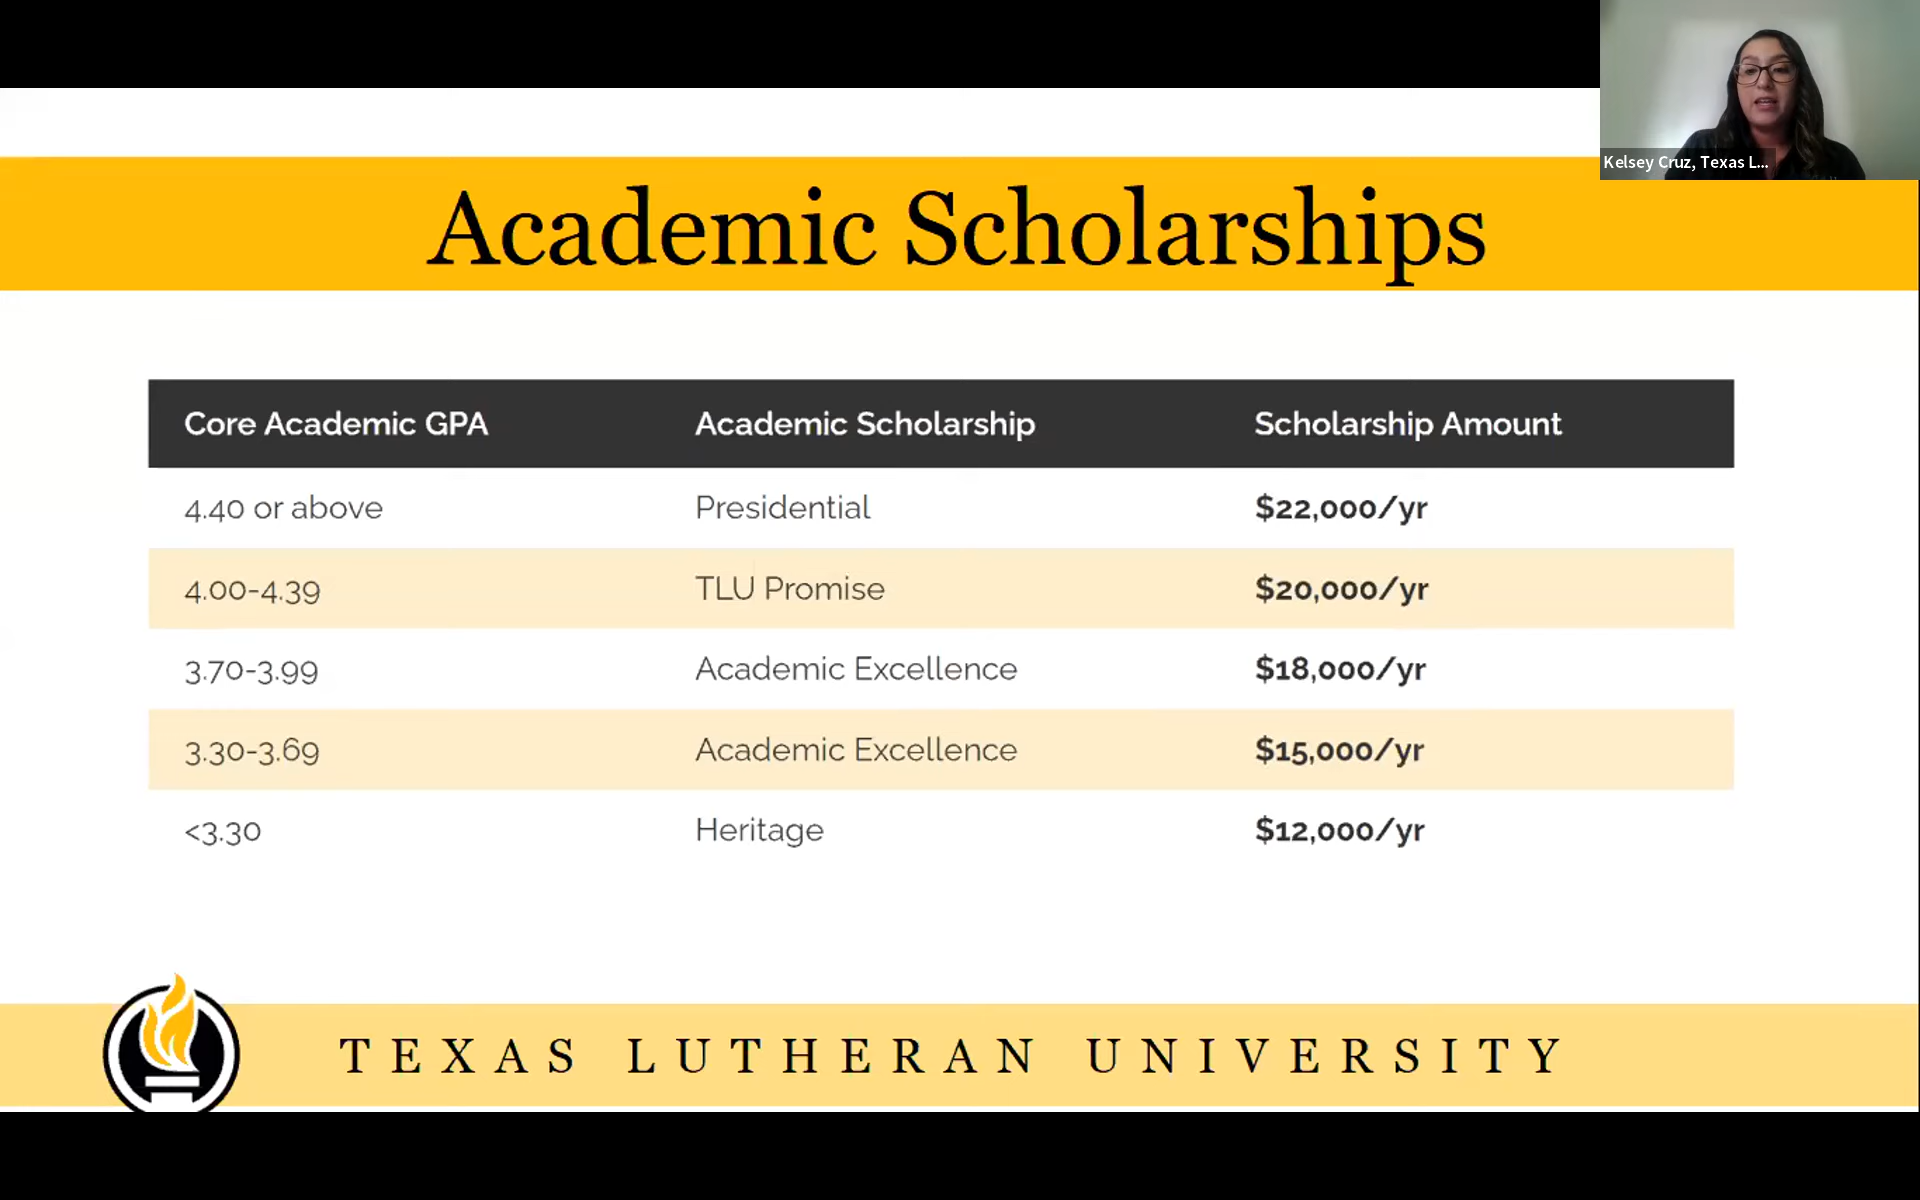 Kelsey Cruz, Texas L...
Academic Scholarships
Core Academic GPA Academic Scholarship Scholarship Amount
4.40 or above Presidential $22,000/yr
4.00-4.39 TLU Promise $20,000/yr
3.70-3.99 Academic Excellence $18,000/yr
3.30-3.69 Academic Excellence $15,000/yr
<3.30 Heritage $12,000/yr
TEXAS LUTHERAN UNIVERSITY